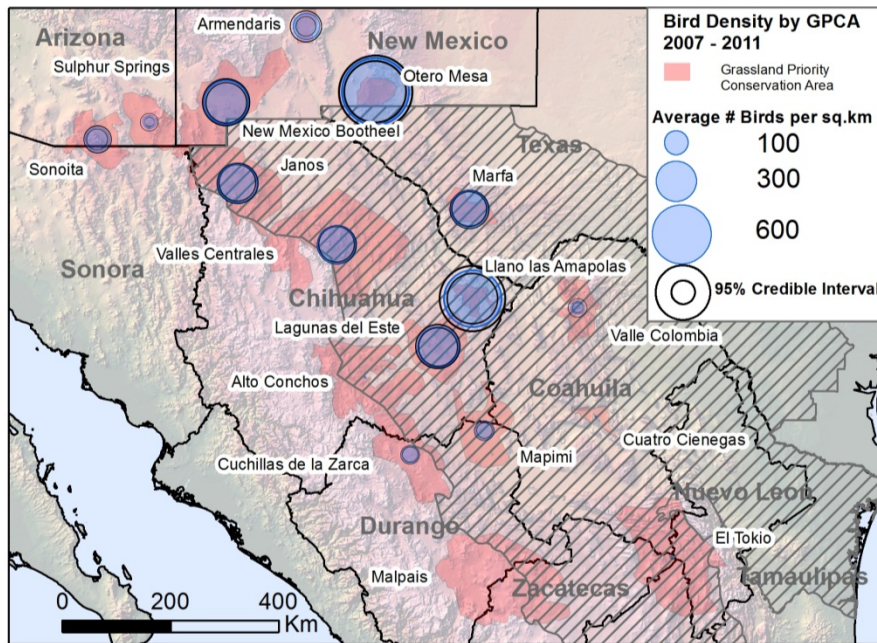 Bird Density by GPCA
2007 - 2011
Grassland Priority
Conservation Area
Average # Birds per sq.km
100
300
600
95% Credible Interval
Armendaris
Arizona
New Mexico
Sulphur Springs
Otero Mesa
New Mexico Bootheel
Texas
Sonoita
Janos
Marfa
Valles Centrales
Sonora
Llano las Amapolas
Chihuahua
Lagunas del Este
Valle Colombia
Alto Conchos
Coahuila
Cuatro Cienegas
Cuchillas de la Zarca
Mapimi
Nuevo Leon
Durango
El Tokio
Malpais
Zacatecas
Tamaulipas
0 200 400
Km